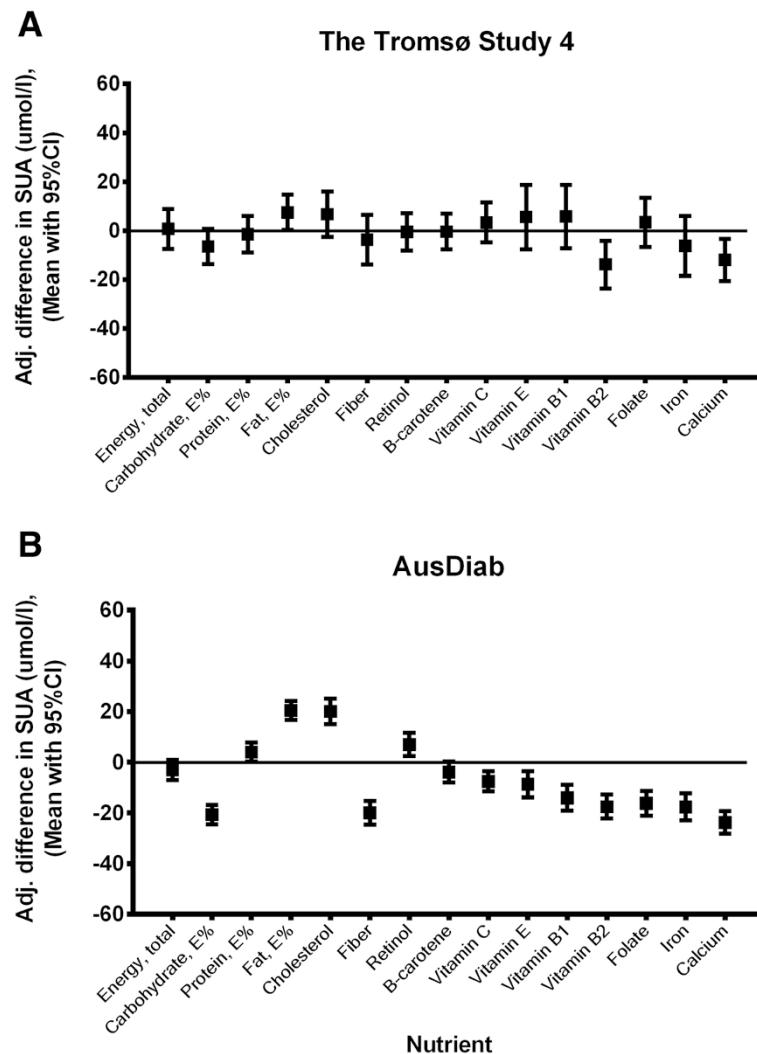 A
The Tromsø Study 4
Adj. difference in SUA (umol/l),
(Mean with 95%CI)
60
40
20
0
-20
-40
-60
Energy, total
Carbohydrate, E%
Protein, E%
Fat, E%
Cholesterol
Fiber
Retinol
B-carotene
Vitamin C
Vitamin E
Vitamin B1
Vitamin B2
Folate
Iron
Calcium
B
AusDiab
Adj. difference in SUA (umol/l),
(Mean with 95%CI)
60
40
20
0
-20
-40
-60
Energy, total
Carbohydrate, E%
Protein, E%
Fat, E%
Cholesterol
Fiber
Retinol
B-carotene
Vitamin C
Vitamin E
Vitamin B1
Vitamin B2
Folate
Iron
Calcium
Nutrient